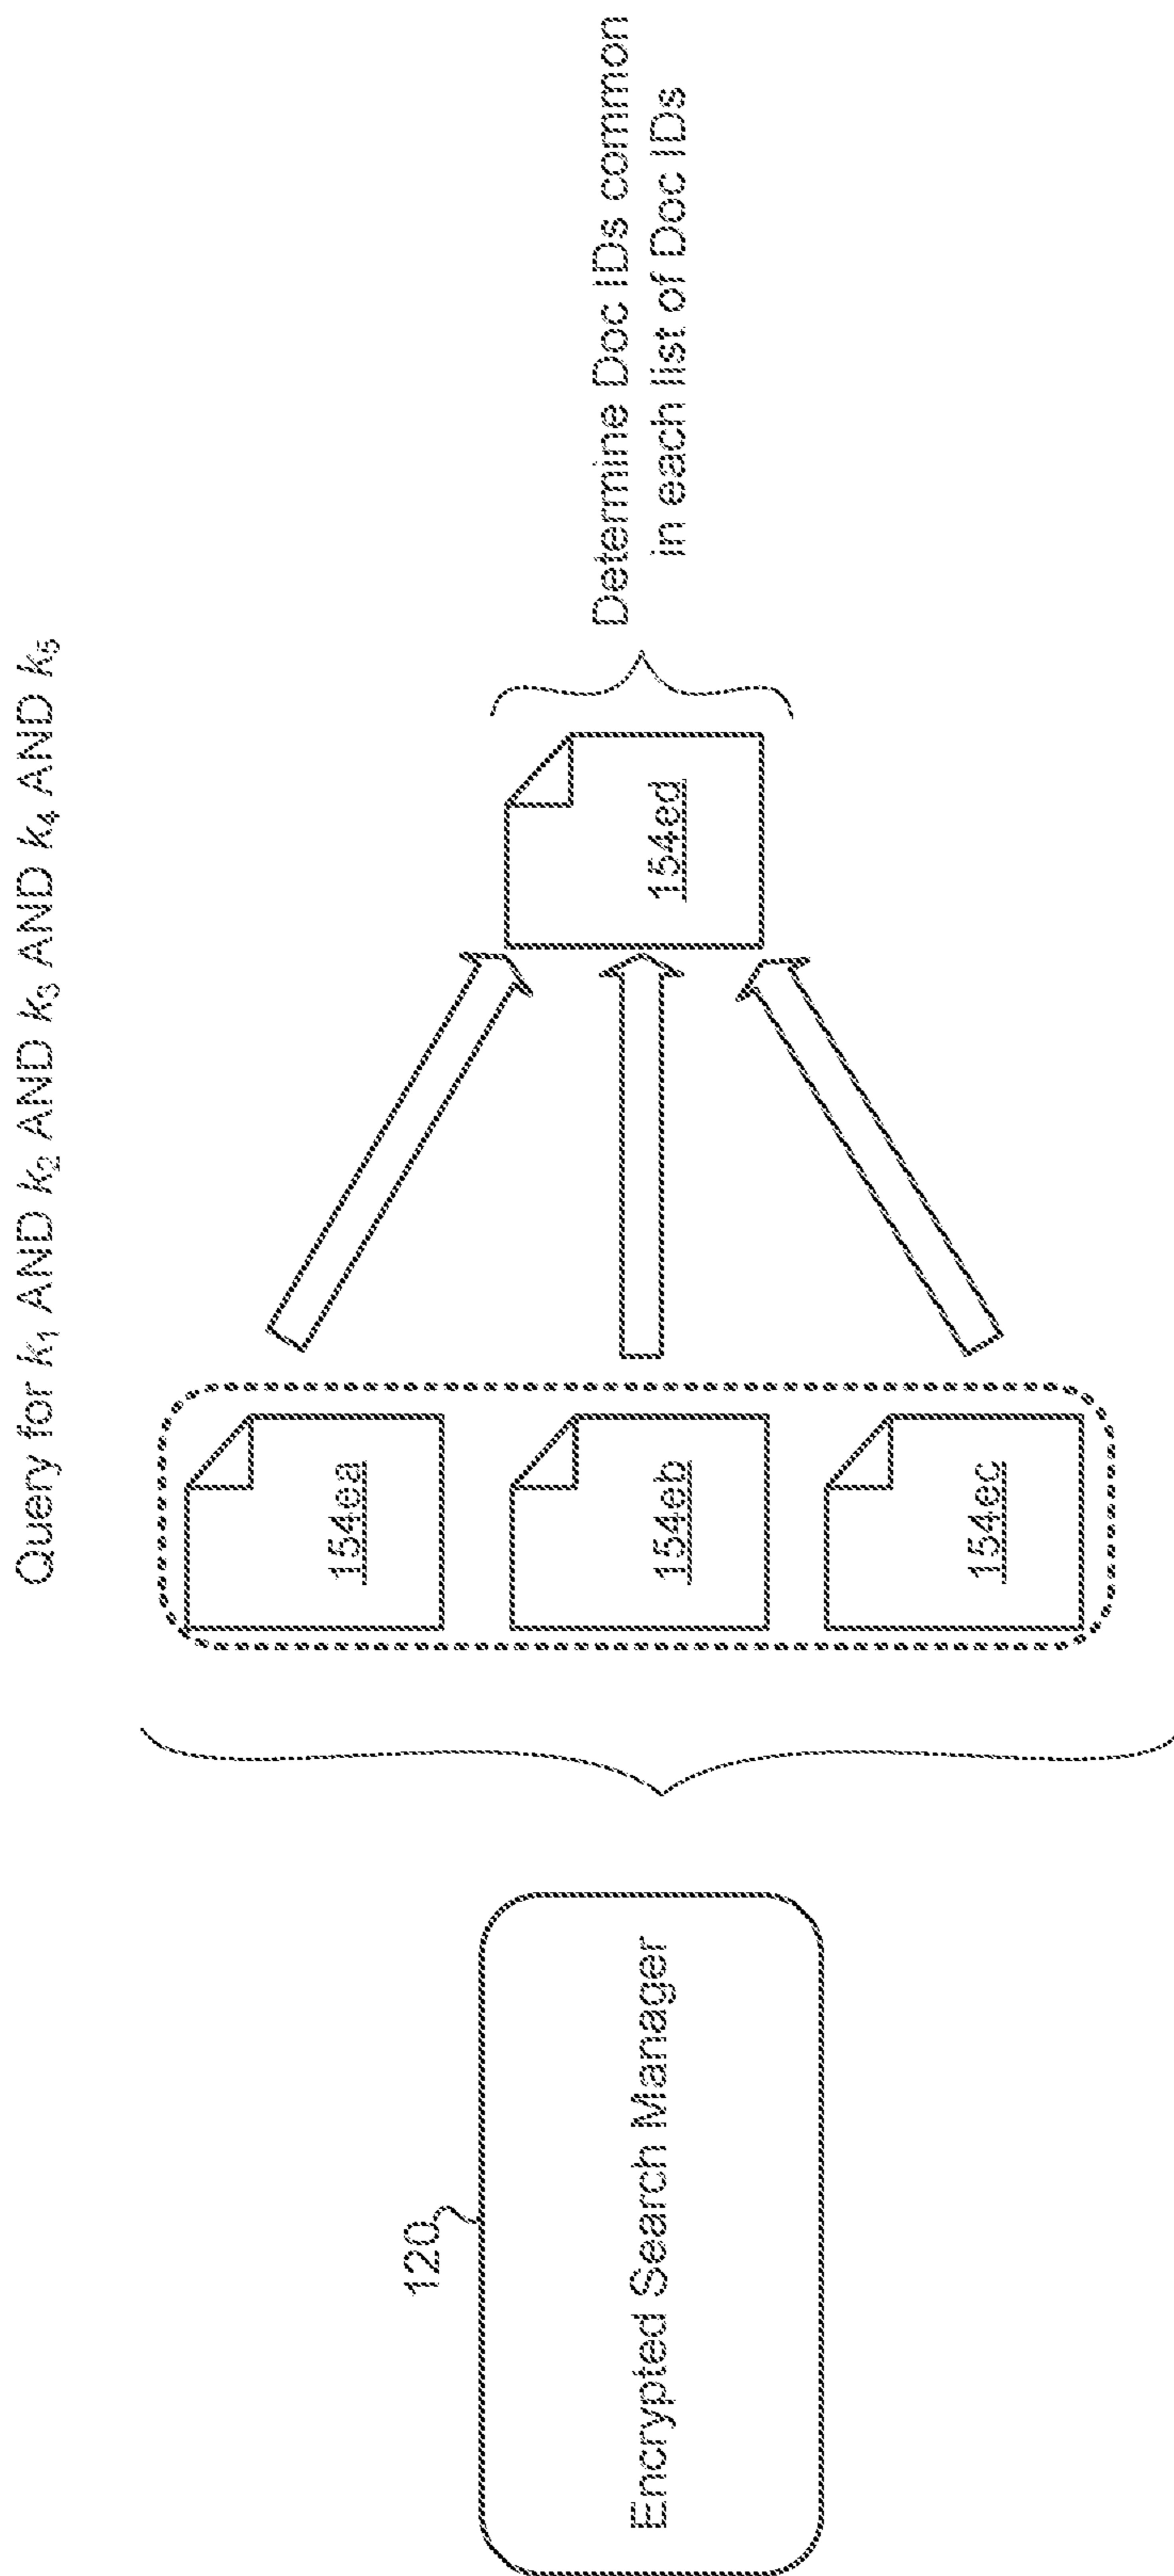 Query for k₁ AND k₂ AND k₃ AND k₄ AND k₅
120
Encrypted Search Manager
154ea
154eb
154ec
154ed
Determine Doc IDs common
in each list of Doc IDs